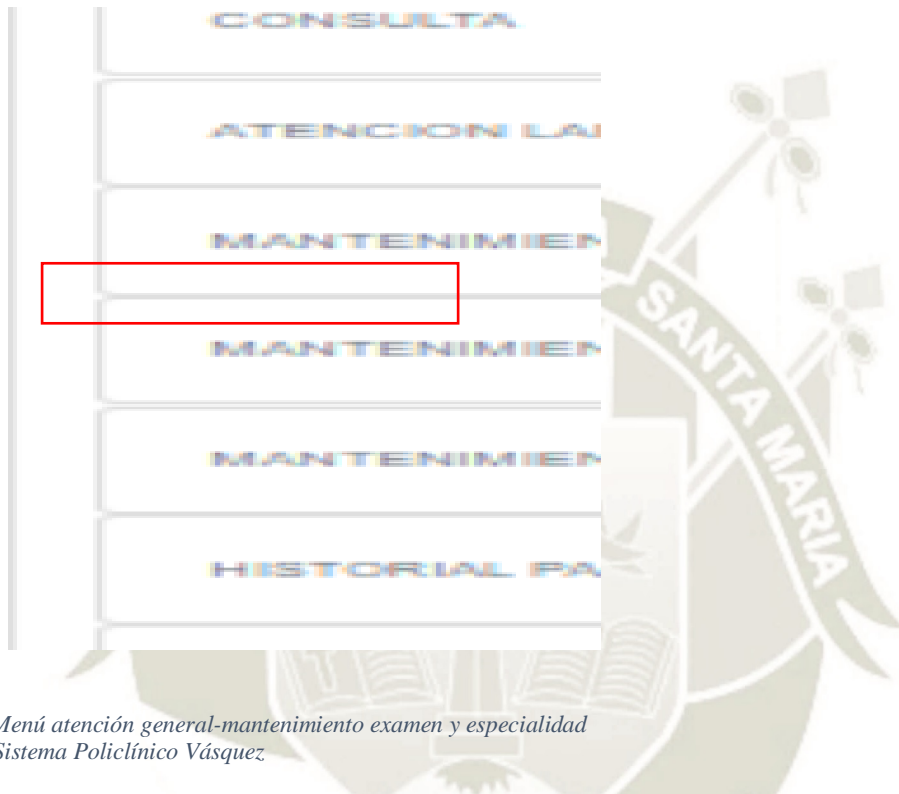 CONSULTA
ATENCION LA
MANTENIMIEN
MANTENIMIEN
MANTENIMIEN
HISTORIAL PA
SANTA MARIA
Menú atención general-mantenimiento examen y especialidad
Sistema Policlínico Vásquez